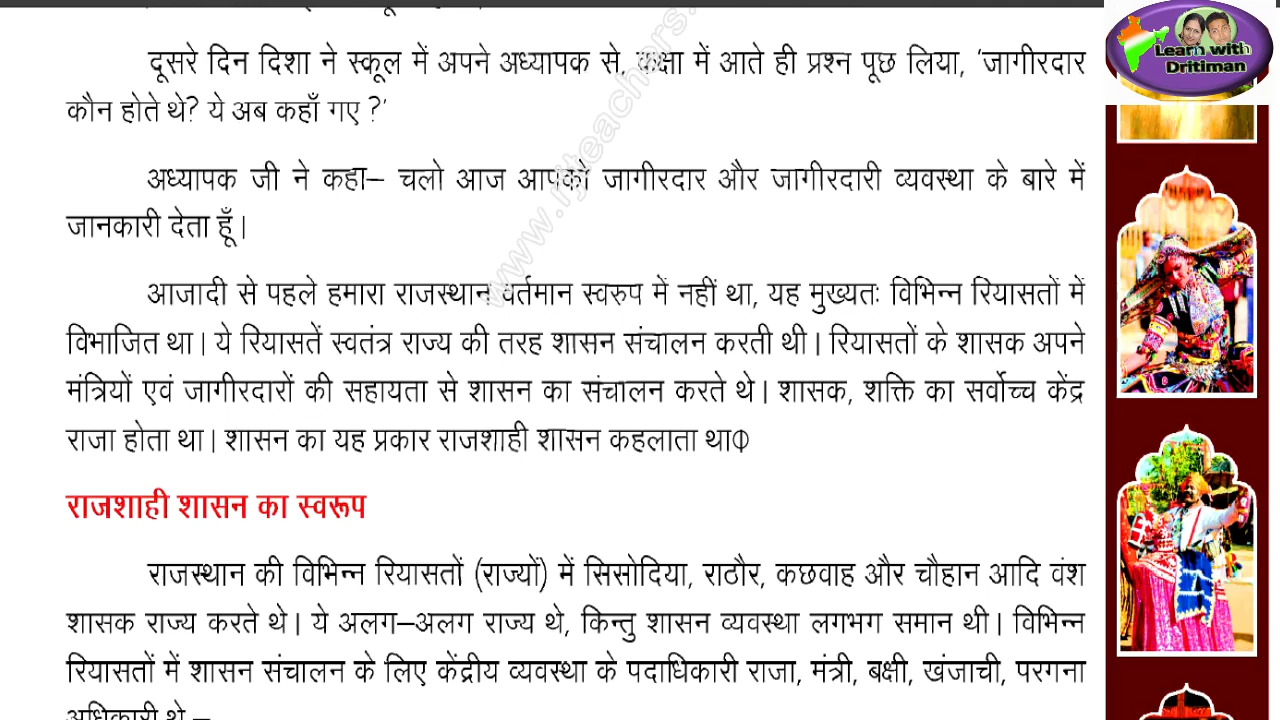 दूसरे दिन दिशा ने स्कूल में अपने अध्यापक से, कक्षा में आते ही प्रश्न पूछ लिया, 'जागीरदार
कौन होते थे? ये अब कहाँ गए ?'
अध्यापक जी ने कहा– चलो आज आपको जागीरदार और जागीरदारी व्यवस्था के बारे में
जानकारी देता हूँ।
आजादी से पहले हमारा राजस्थान वर्तमान स्वरुप में नहीं था, यह मुख्यतः विभिन्न रियासतों में
विभाजित था। ये रियासतें स्वतंत्र राज्य की तरह शासन संचालन करती थी। रियासतों के शासक अपने
मंत्रियों एवं जागीरदारों की सहायता से शासन का संचालन करते थे। शासक, शक्ति का सर्वोच्च केंद्र
राजा होता था। शासन का यह प्रकार राजशाही शासन कहलाता था
राजशाही शासन का स्वरूप
राजस्थान की विभिन्न रियासतों (राज्यों) में सिसोदिया, राठौर, कछवाह और चौहान आदि वंश
शासक राज्य करते थे। ये अलग–अलग राज्य थे, किन्तु शासन व्यवस्था लगभग समान थी। विभिन्न
रियासतों में शासन संचालन के लिए केंद्रीय व्यवस्था के पदाधिकारी राजा, मंत्री, बक्षी, खंजाची, परगना
अधिकारी थे –
Learn with
Dritiman